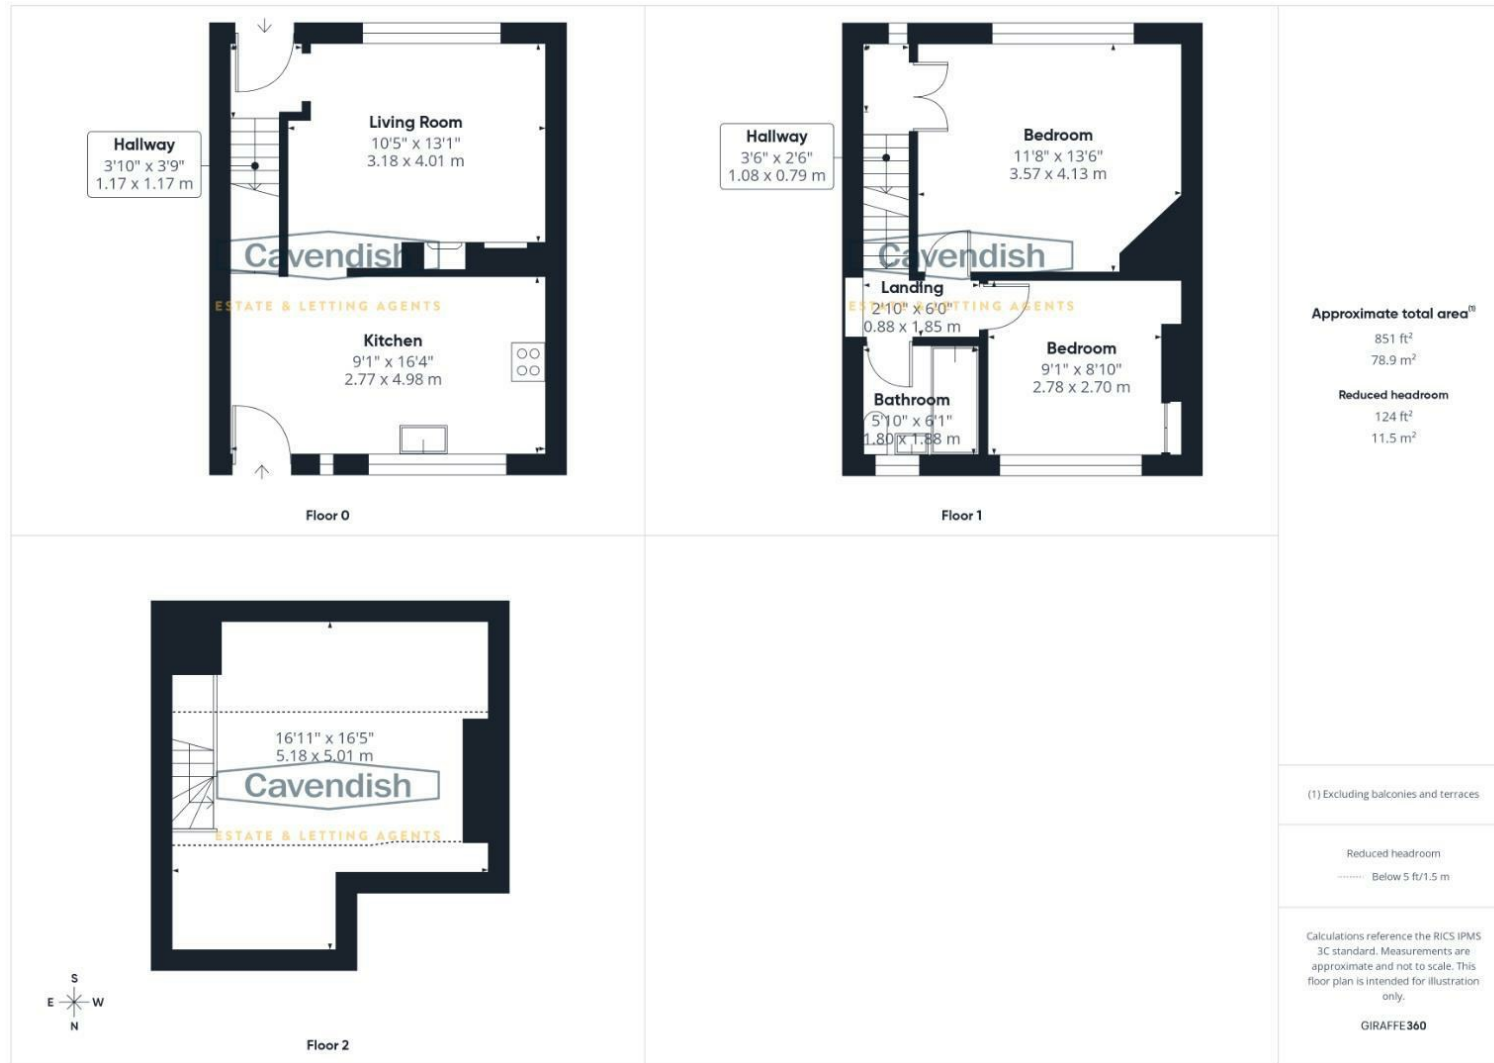 Hallway
3'10" x 3'9"
1.17 x 1.17 m
Living Room
10'5" x 13'1"
3.18 x 4.01 m
Cavendish
ESTATE & LETTING AGENTS
Kitchen
9'1" x 16'4"
2.77 x 4.98 m
Floor 0
Hallway
3'6" x 2'6"
1.08 x 0.79 m
Bedroom
11'8" x 13'6"
3.57 x 4.13 m
Cavendish
ESTATE & LETTING AGENTS
Landing
2'10" x 6'0"
0.88 x 1.85 m
Bedroom
9'1" x 8'10"
2.78 x 2.70 m
Bathroom
5'10" x 6'1"
1.80 x 1.88 m
Floor 1
16'11" x 16'5"
5.18 x 5.01 m
Cavendish
ESTATE & LETTING AGENTS
S
E W
N
Floor 2
Approximate total area(1)
851 ft²
78.9 m²
Reduced headroom
124 ft²
11.5 m²
(1) Excluding balconies and terraces
Reduced headroom
Below 5 ft/1.5 m
Calculations reference the RICS IPMS
3C standard. Measurements are
approximate and not to scale. This
floor plan is intended for illustration
only.
GIRAFFE360